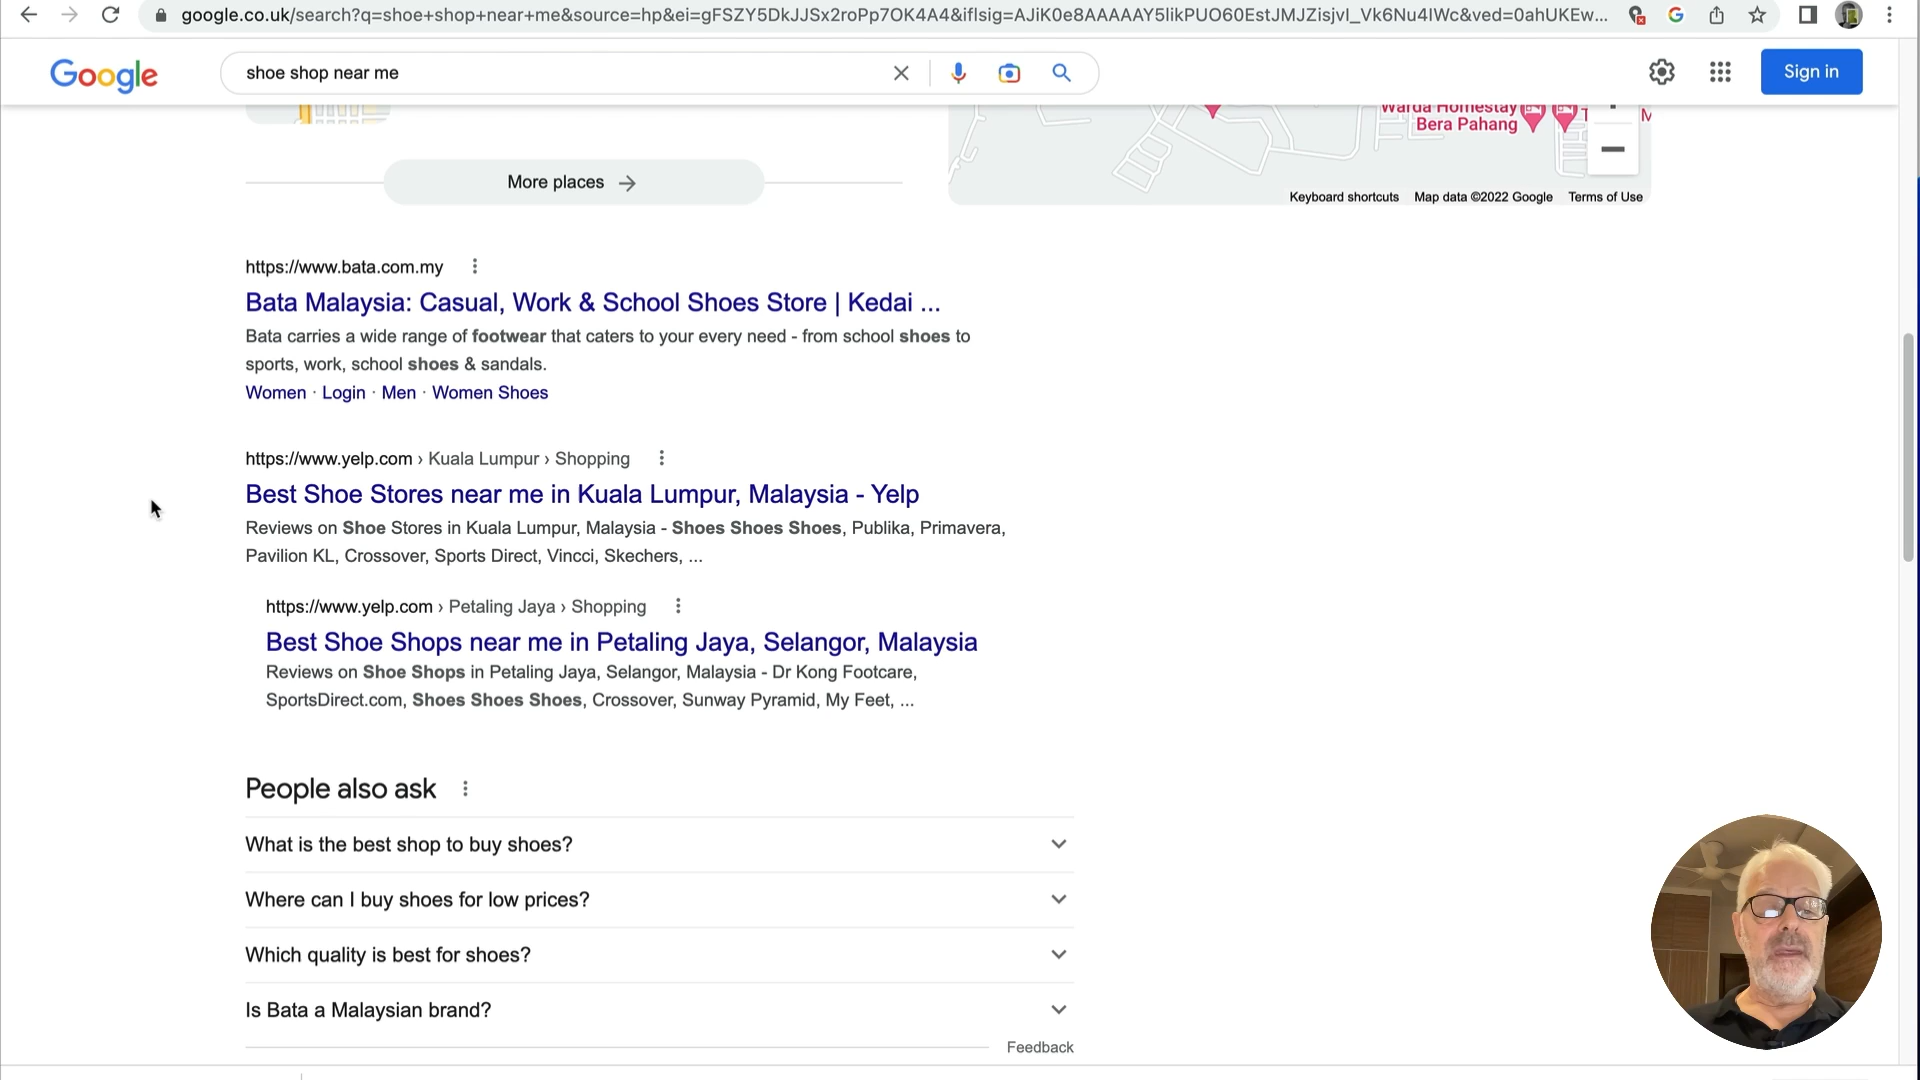 google.co.uk/search?q=shoe+shop+near+me&source=hp&ei=gFSZY5DkJJSx2roPp7OK4A4&iflsig=AJiK0e8AAAAAY5likPUO60EstJMJZisjvI_Vk6Nu4IWc&ved=0ahUKEw...
Google
shoe shop near me
Sign in
Warda Homestay
Bera Pahang
More places
Keyboard shortcuts
Map data ©2022 Google
Terms of Use
https://www.bata.com.my
Bata Malaysia: Casual, Work & School Shoes Store | Kedai ...
Bata carries a wide range of footwear that caters to your every need - from school shoes to
sports, work, school shoes & sandals.
Women · Login · Men · Women Shoes
https://www.yelp.com › Kuala Lumpur › Shopping
Best Shoe Stores near me in Kuala Lumpur, Malaysia - Yelp
Reviews on Shoe Stores in Kuala Lumpur, Malaysia - Shoes Shoes Shoes, Publika, Primavera,
Pavilion KL, Crossover, Sports Direct, Vincci, Skechers, ...
https://www.yelp.com › Petaling Jaya › Shopping
Best Shoe Shops near me in Petaling Jaya, Selangor, Malaysia
Reviews on Shoe Shops in Petaling Jaya, Selangor, Malaysia - Dr Kong Footcare,
SportsDirect.com, Shoes Shoes Shoes, Crossover, Sunway Pyramid, My Feet, ...
People also ask
What is the best shop to buy shoes?
Where can I buy shoes for low prices?
Which quality is best for shoes?
Is Bata a Malaysian brand?
Feedback